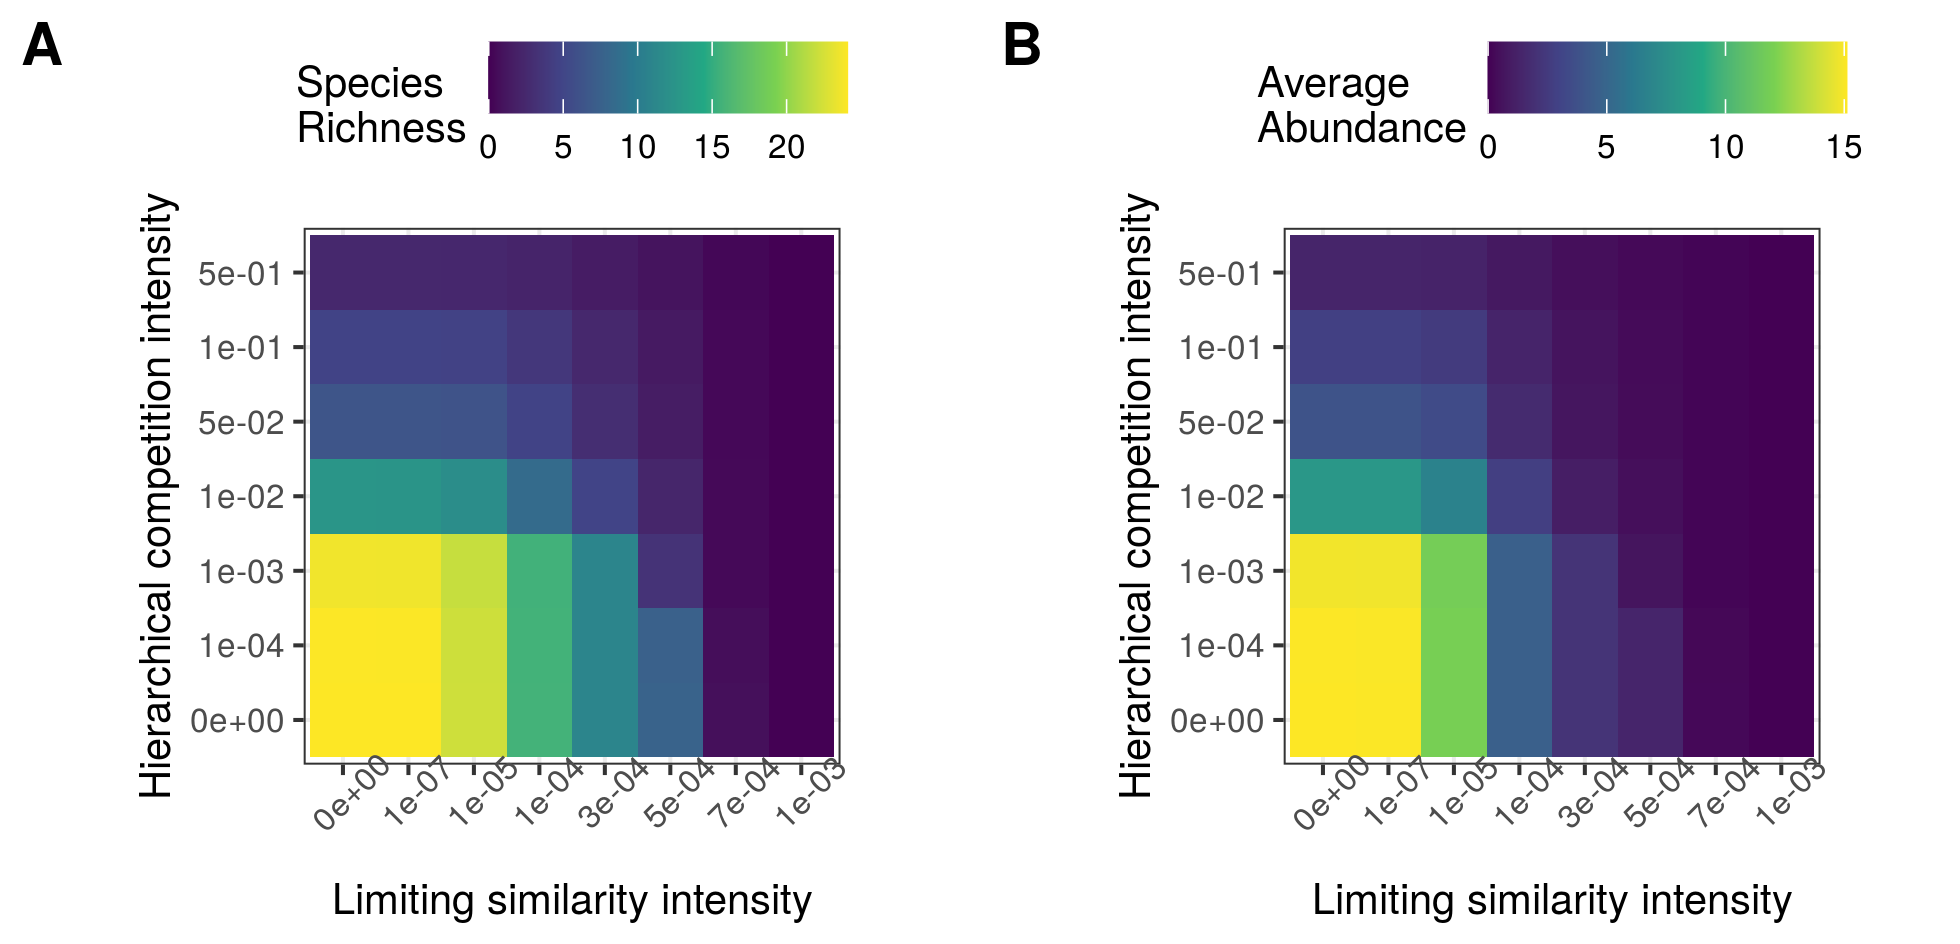 A
Species
Richness
0 5 10 15 20
Hierarchical competition intensity
5e-01
1e-01
5e-02
1e-02
1e-03
1e-04
0e+00
0e+00 1e-07 1e-05 1e-04 3e-04 5e-04 7e-04 1e-03
Limiting similarity intensity
B
Average
Abundance
0 5 10 15
Hierarchical competition intensity
5e-01
1e-01
5e-02
1e-02
1e-03
1e-04
0e+00
0e+00 1e-07 1e-05 1e-04 3e-04 5e-04 7e-04 1e-03
Limiting similarity intensity